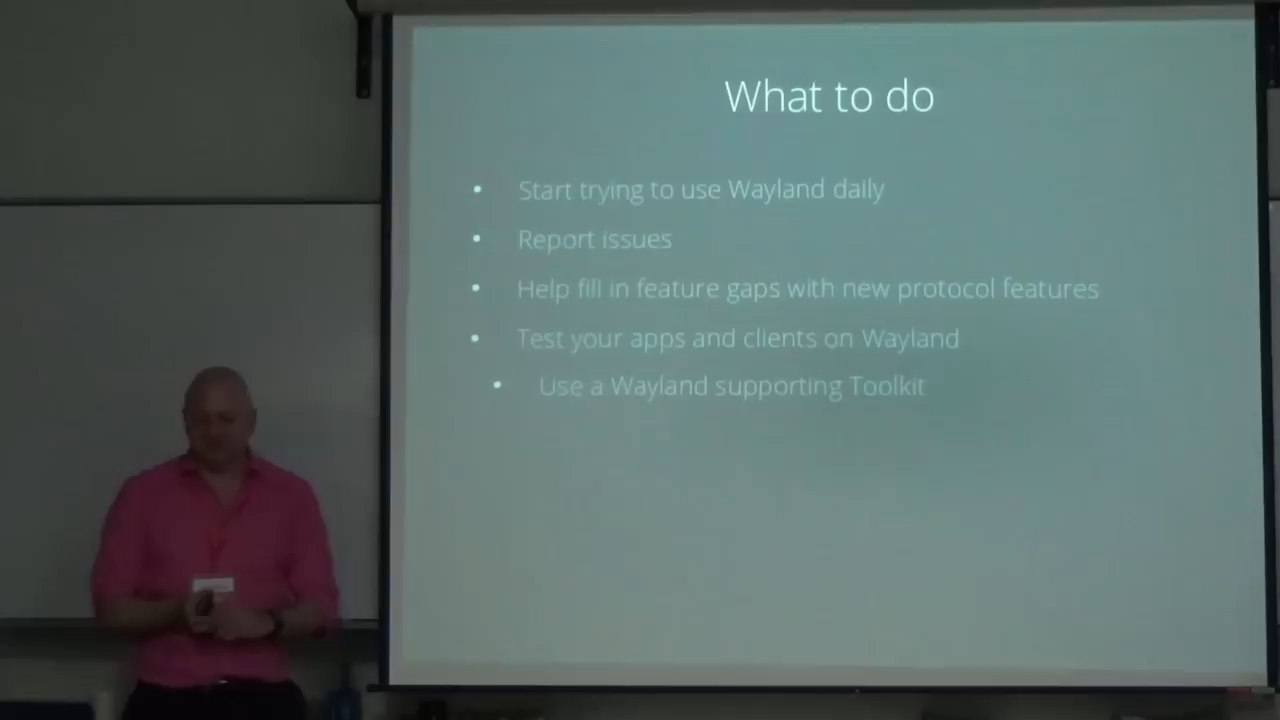 What to do
• Start trying to use Wayland daily
• Report issues
• Help fill in feature gaps with new protocol features
• Test your apps and clients on Wayland
• Use a Wayland supporting Toolkit